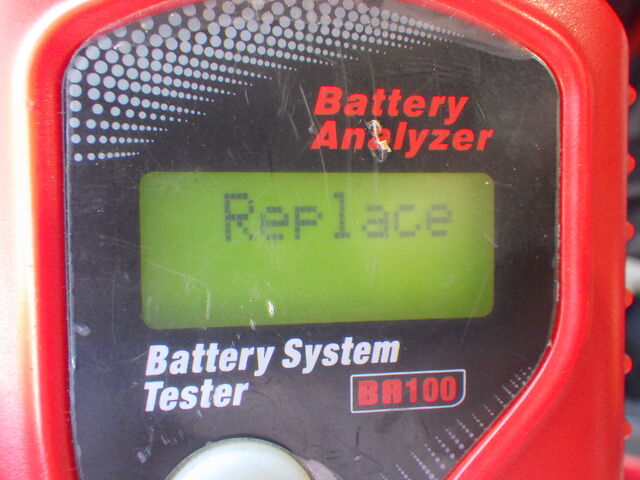 Battery
Analyzer
Replace
Battery System
Tester
BA100